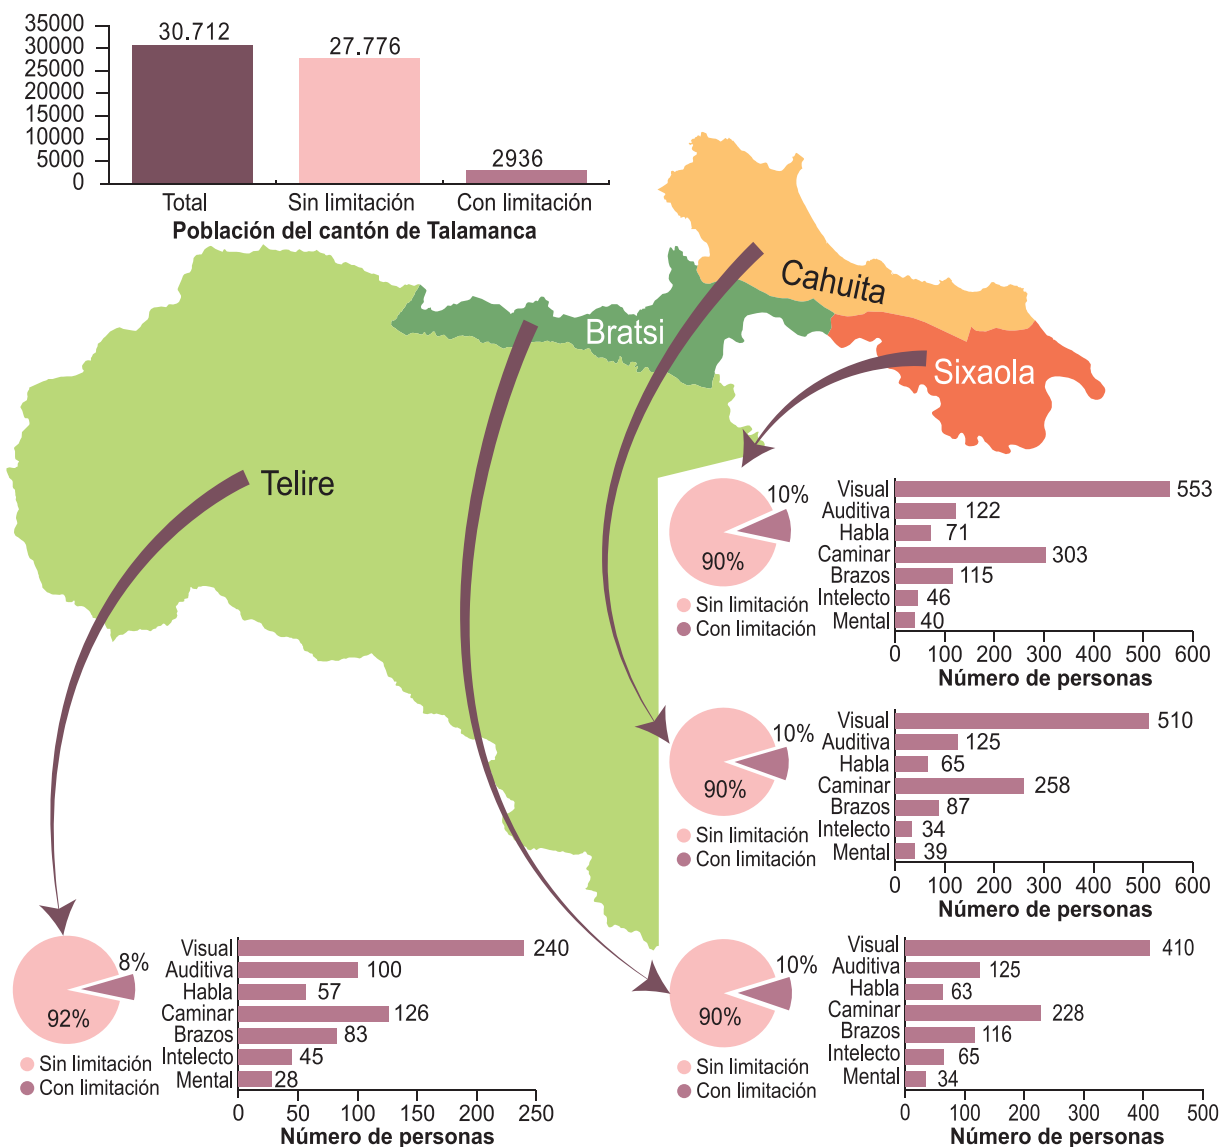 35000
30000
25000
20000
15000
10000
5000
0
30.712
27.776
2936
Total
Sin limitación
Con limitación
Población del cantón de Talamanca
Cahuita
Bratsi
Sixaola
Telire
10%
90%
Sin limitación
Con limitación
Visual 553
Auditiva 122
Habla 71
Caminar 303
Brazos 115
Intelecto 46
Mental 40
0 100 200 300 400 500 600
Número de personas
10%
90%
Sin limitación
Con limitación
Visual 510
Auditiva 125
Habla 65
Caminar 258
Brazos 87
Intelecto 34
Mental 39
0 100 200 300 400 500 600
Número de personas
8%
92%
Sin limitación
Con limitación
Visual 240
Auditiva 100
Habla 57
Caminar 126
Brazos 83
Intelecto 45
Mental 28
0 50 100 150 200 250
Número de personas
10%
90%
Sin limitación
Con limitación
Visual 410
Auditiva 125
Habla 63
Caminar 228
Brazos 116
Intelecto 65
Mental 34
0 100 200 300 400 500
Número de personas